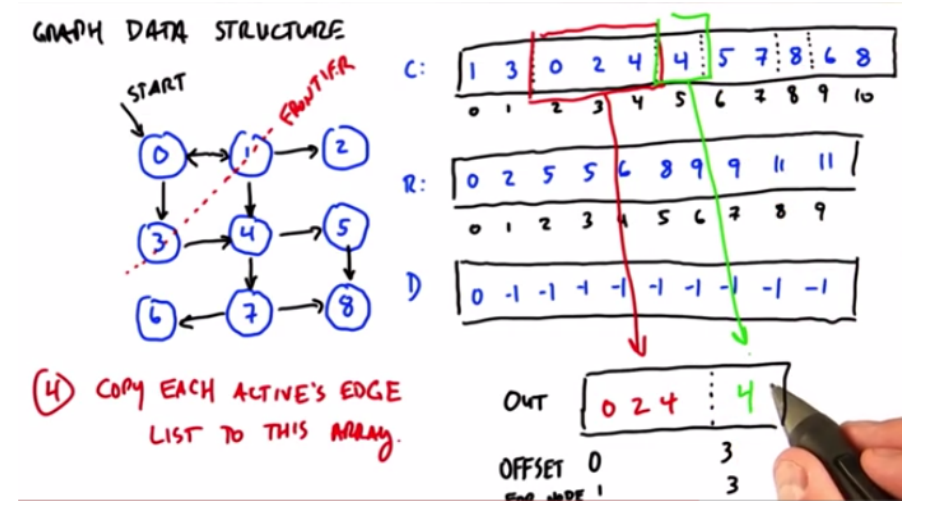 GRAPH DATA STRUCTURE
START
FRONTIER
0 1 2
3 4 5
6 7 8
C: 1 3 0 2 4 4 5 7 8 6 8
0 1 2 3 4 5 6 7 8 9 10
R: 0 2 5 5 6 8 9 9 11 11
0 1 2 3 4 5 6 7 8 9
D 0 -1 -1 -1 -1 -1 -1 -1 -1 -1
4 COPY EACH ACTIVE'S EDGE
LIST TO THIS ARRAY.
OUT 0 2 4 4
OFFSET 0 3
FOR NODE 1 3